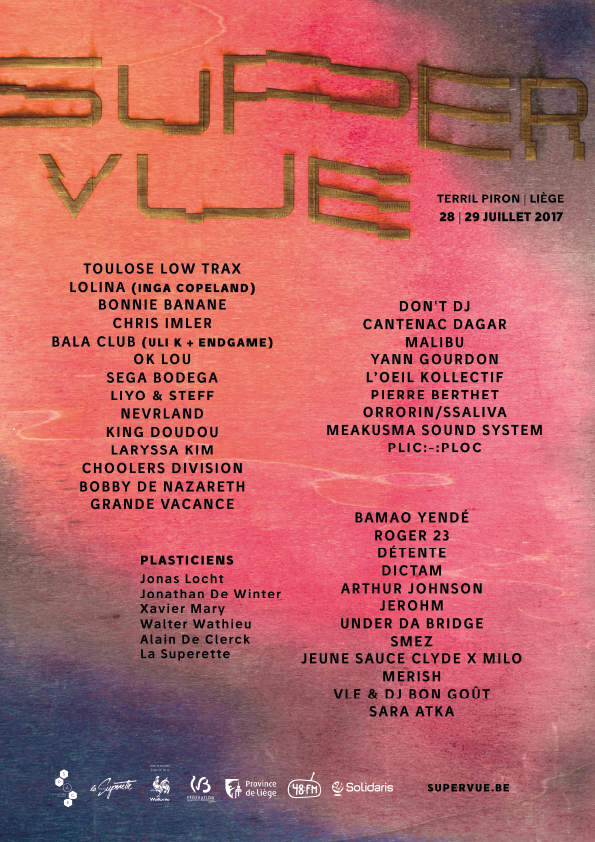 SUPER
VUE
TERRIL PIRON | LIÈGE
28 | 29 JUILLET 2017
TOULOSE LOW TRAX
LOLINA (INGA COPELAND)
BONNIE BANANE
CHRIS IMLER
BALA CLUB (ULI K + ENDGAME)
OK LOU
SEGA BODEGA
LIYO & STEFF
NEVRLAND
KING DOUDOU
LARYSSA KIM
CHOOLERS DIVISION
BOBBY DE NAZARETH
GRANDE VACANCE
DON'T DJ
CANTENAC DAGAR
MALIBU
YANN GOURDON
L'OEIL KOLLECTIF
PIERRE BERTHET
ORRORIN/SSALIVA
MEAKUSMA SOUND SYSTEM
PLIC:-:PLOC
BAMAO YENDÉ
ROGER 23
DÉTENTE
DICTAM
ARTHUR JOHNSON
JEROHM
UNDER DA BRIDGE
SMEZ
JEUNE SAUCE CLYDE X MILO
MERISH
VLE & DJ BON GOÛT
SARA ATKA
PLASTICIENS
Jonas Locht
Jonathan De Winter
Xavier Mary
Walter Wathieu
Alain De Clerck
La Superette
la Superette
Wallonie
FÉDÉRATION
Province
de Liège
48FM
Solidaris
SUPERVUE.BE